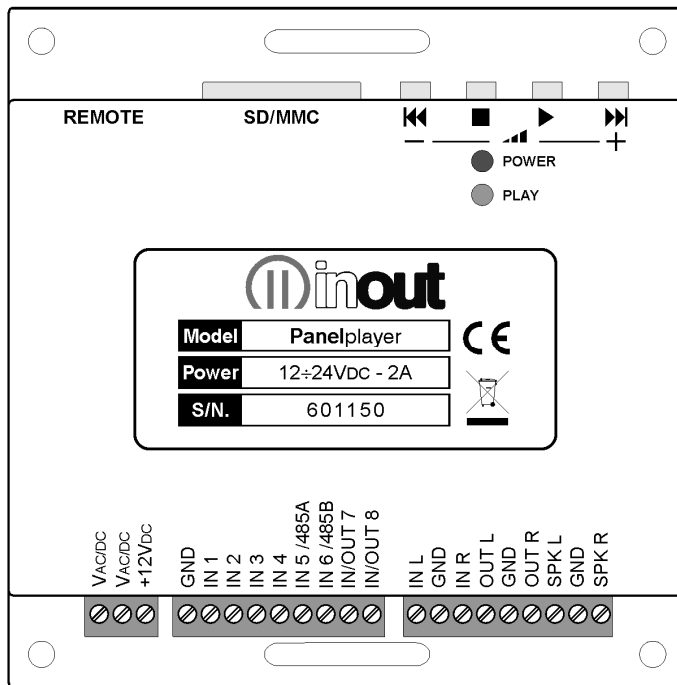 REMOTE SD/MMC
− +
POWER
PLAY
inout
Model Panelplayer
Power 12÷24VDC - 2A
S/N. 601150
CE
VAC/DC
VAC/DC
+12VDC
GND
IN 1
IN 2
IN 3
IN 4
IN 5 /485A
IN 6 /485B
IN/OUT 7
IN/OUT 8
IN L
GND
IN R
OUT L
GND
OUT R
SPK L
GND
SPK R